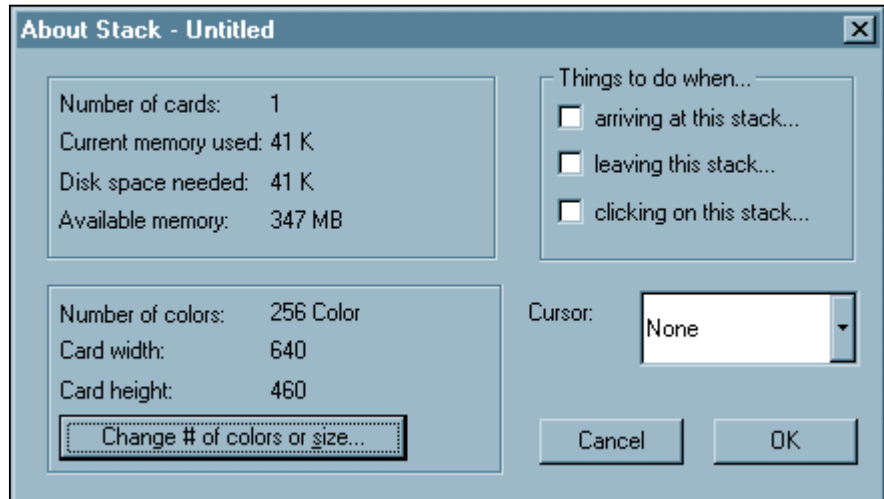 About Stack - Untitled
Number of cards: 1
Current memory used: 41 K
Disk space needed: 41 K
Available memory: 347 MB
Things to do when...
arriving at this stack...
leaving this stack...
clicking on this stack...
Number of colors: 256 Color
Card width: 640
Card height: 460
Change # of colors or size...
Cursor: None
Cancel OK